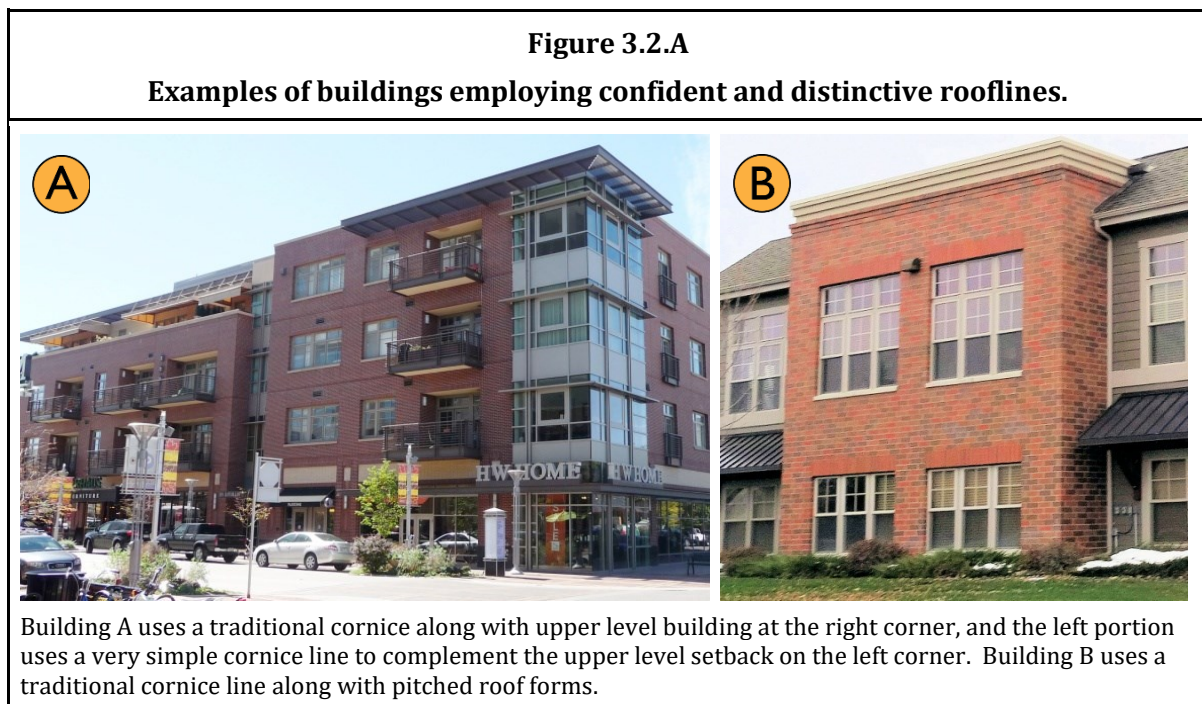 Figure 3.2.A
Examples of buildings employing confident and distinctive rooflines.
A
B
HW HOME
HW HOME
SALE
Building A uses a traditional cornice along with upper level building at the right corner, and the left portion
uses a very simple cornice line to complement the upper level setback on the left corner.  Building B uses a
traditional cornice line along with pitched roof forms.